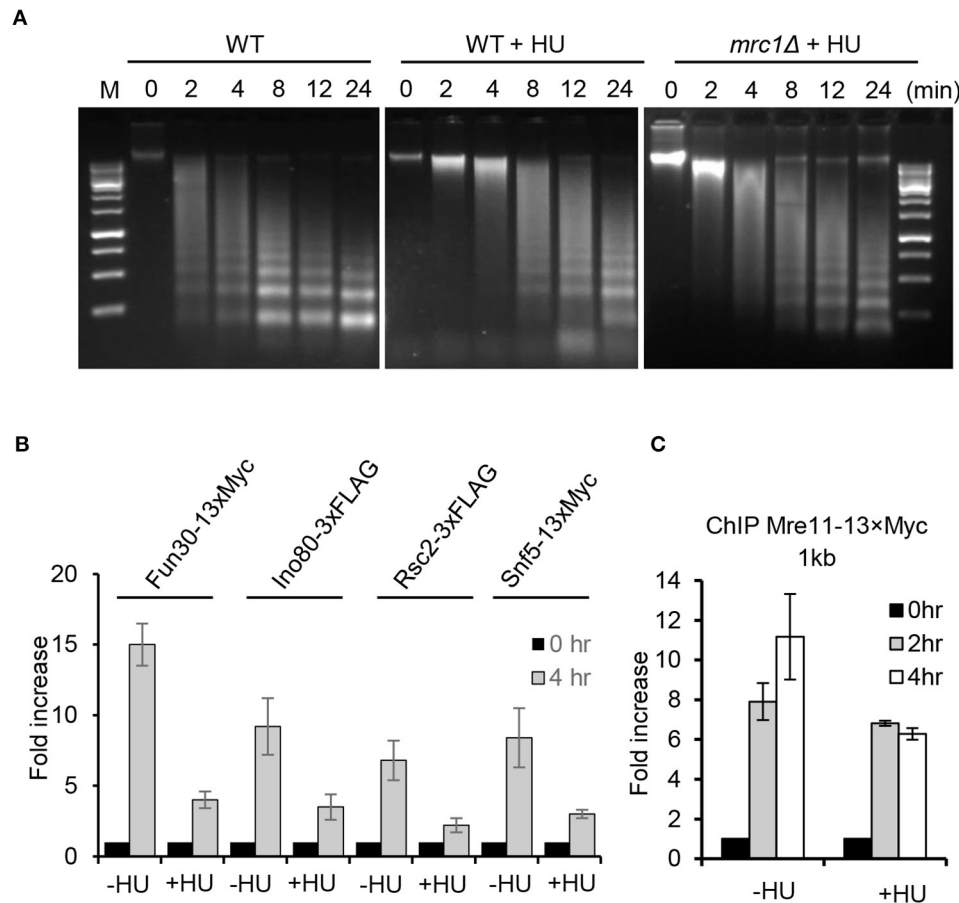 A
WT
WT + HU
mrc1Δ + HU
M 0 2 4 8 12 24
0 2 4 8 12 24
0 2 4 8 12 24 (min)
B
Fun30-13xMyc
Ino80-3xFLAG
Rsc2-3xFLAG
Snf5-13xMyc
Fold increase
20
15
10
5
0
0 hr
4 hr
-HU +HU -HU +HU -HU +HU -HU +HU
C
ChIP Mre11-13×Myc
1kb
Fold increase
14
12
10
8
6
4
2
0
0hr
2hr
4hr
-HU +HU